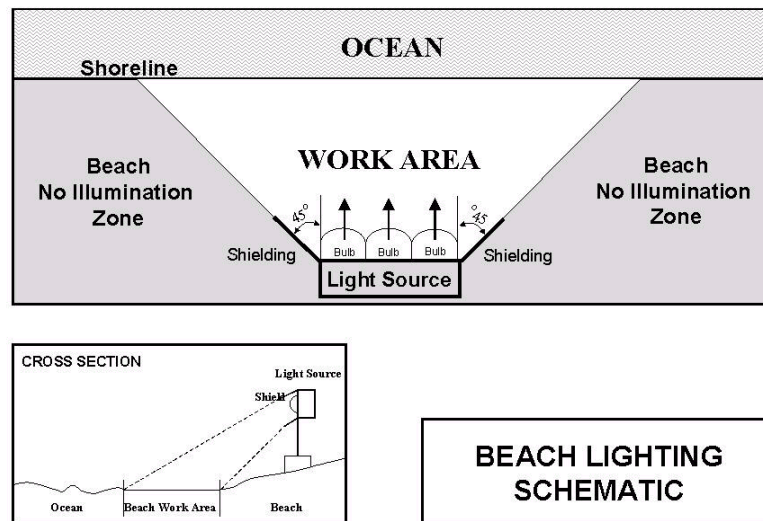 OCEAN
Shoreline
WORK AREA
Beach
No Illumination
Zone
Beach
No Illumination
Zone
45°
°45
Shielding
Bulb
Bulb
Bulb
Shielding
Light Source
CROSS SECTION
Light Source
Shield
Ocean
Beach Work Area
Beach
BEACH LIGHTING
SCHEMATIC